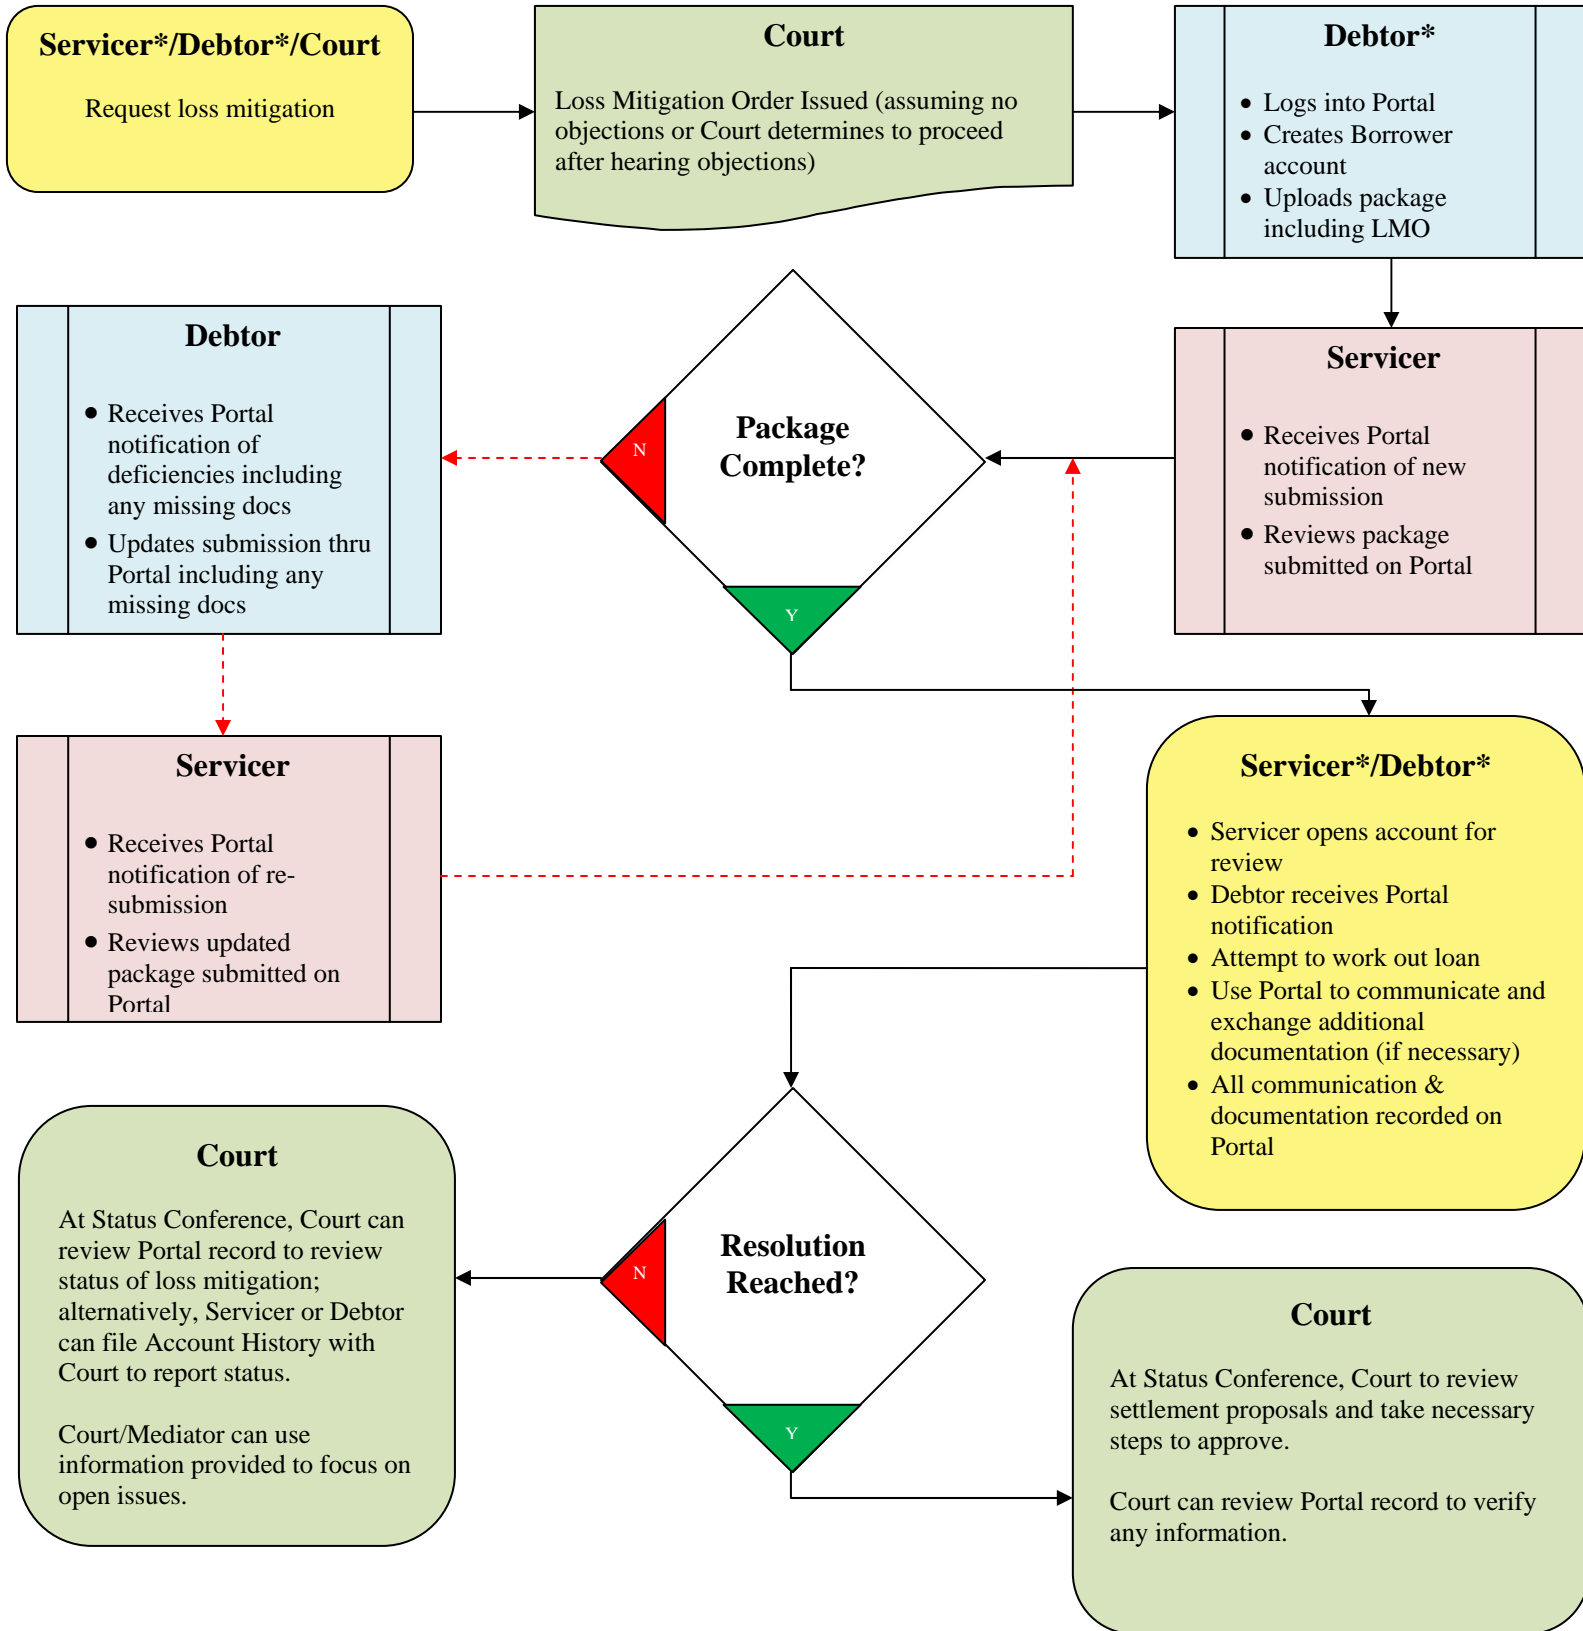 Servicer*/Debtor*/Court
Request loss mitigation
Court
Loss Mitigation Order Issued (assuming no
objections or Court determines to proceed
after hearing objections)
Debtor*
• Logs into Portal
• Creates Borrower
account
• Uploads package
including LMO
Debtor
• Receives Portal
notification of
deficiencies including
any missing docs
• Updates submission thru
Portal including any
missing docs
N
Package
Complete?
Y
Servicer
• Receives Portal
notification of new
submission
• Reviews package
submitted on Portal
Servicer
• Receives Portal
notification of re-
submission
• Reviews updated
package submitted on
Portal
Servicer*/Debtor*
• Servicer opens account for
review
• Debtor receives Portal
notification
• Attempt to work out loan
• Use Portal to communicate and
exchange additional
documentation (if necessary)
• All communication &
documentation recorded on
Portal
Court
At Status Conference, Court can
review Portal record to review
status of loss mitigation;
alternatively, Servicer or Debtor
can file Account History with
Court to report status.
Court/Mediator can use
information provided to focus on
open issues.
N
Resolution
Reached?
Y
Court
At Status Conference, Court to review
settlement proposals and take necessary
steps to approve.
Court can review Portal record to verify
any information.